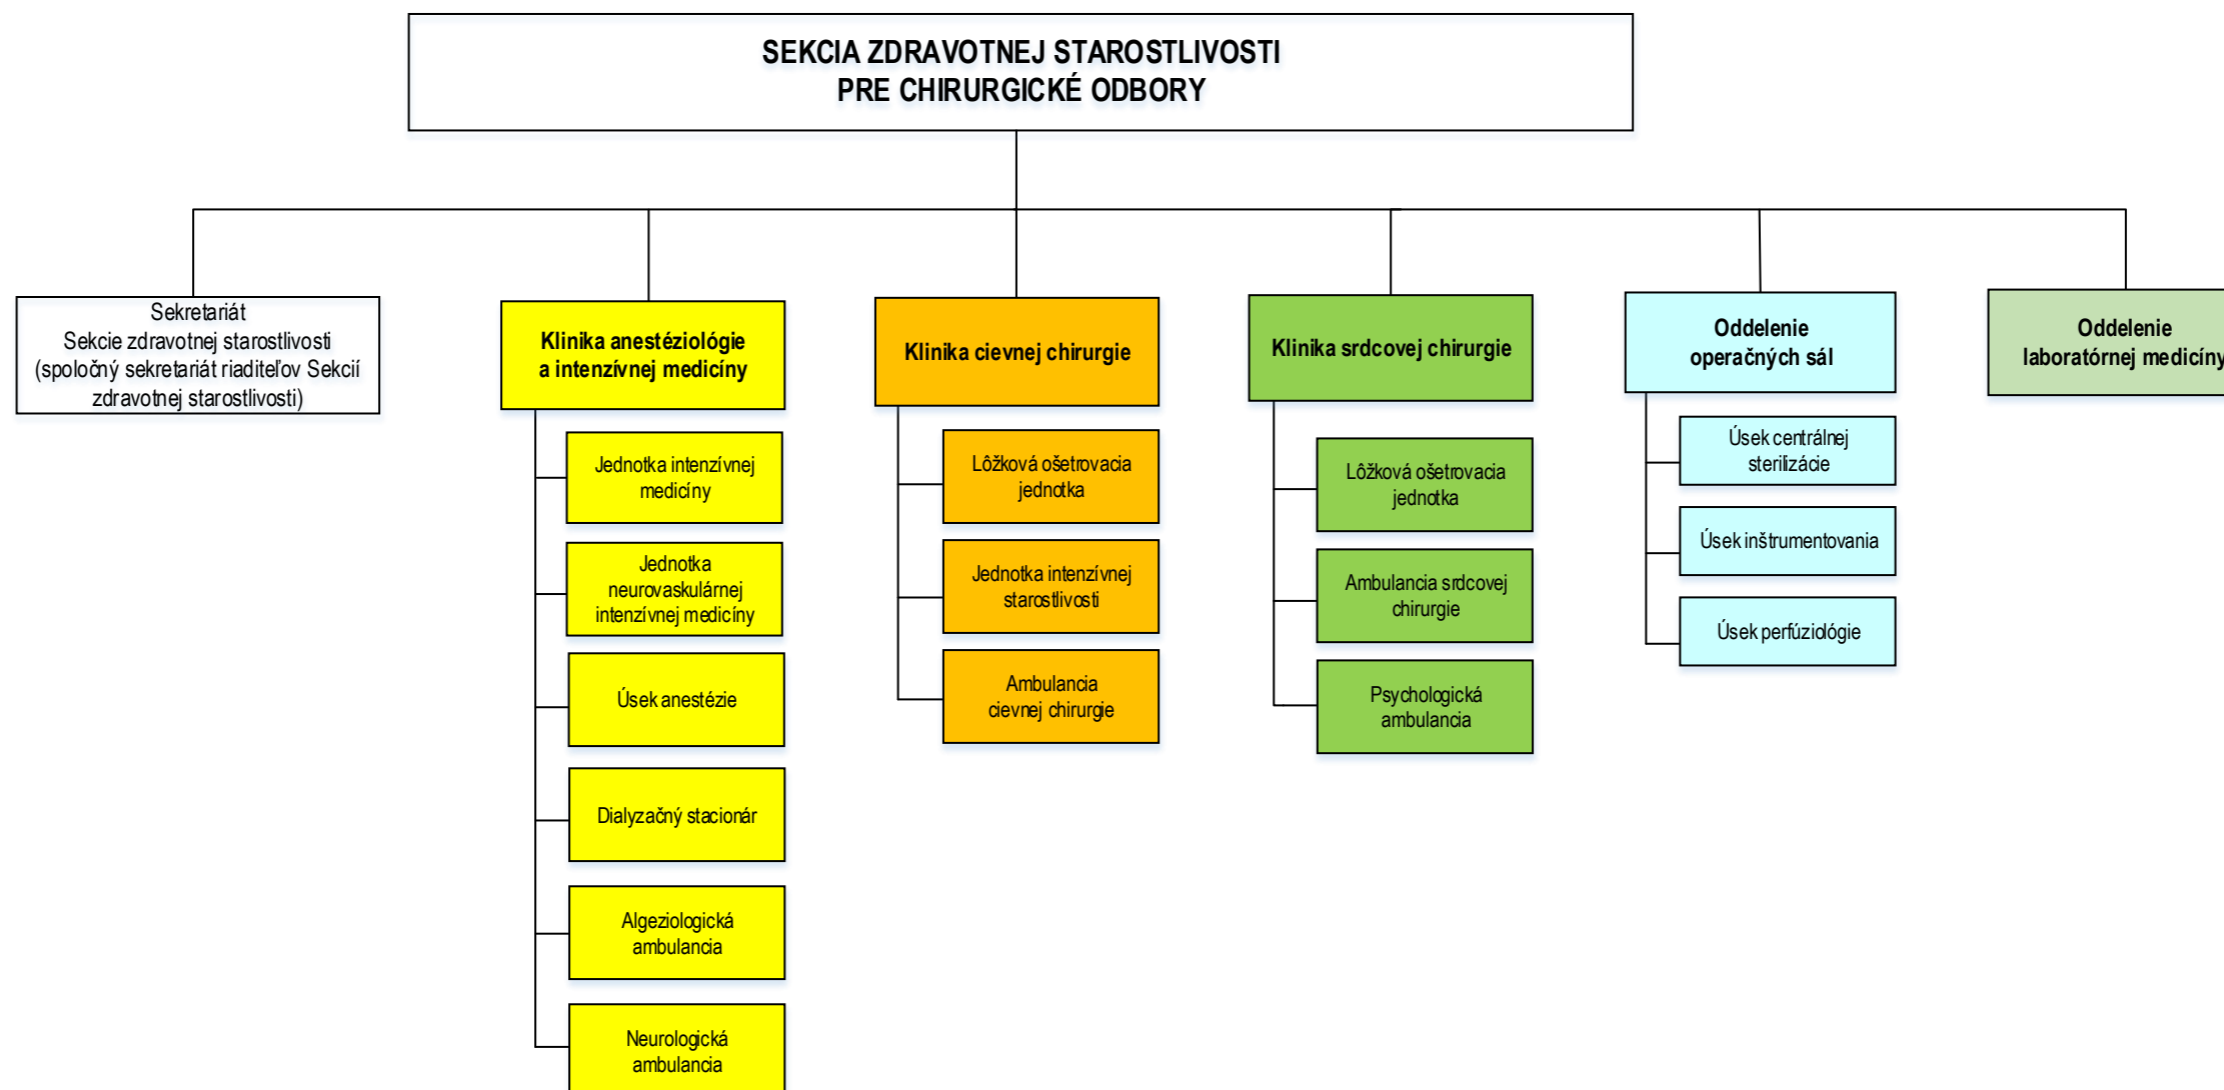 SEKCIA ZDRAVOTNEJ STAROSTLIVOSTI
PRE CHIRURGICKÉ ODBORY
Sekretariát
Sekcie zdravotnej starostlivosti
(spoločný sekretariát riaditeľov Sekcií
zdravotnej starostlivosti)
Klinika anestéziológie
a intenzívnej medicíny
Jednotka intenzívnej
medicíny
Jednotka
neurovaskulárnej
intenzívnej medicíny
Úsek anestézie
Dialyzačný stacionár
Algeziologická
ambulancia
Neurologická
ambulancia
Klinika cievnej chirurgie
Lôžková ošetrovacia
jednotka
Jednotka intenzívnej
starostlivosti
Ambulancia
cievnej chirurgie
Klinika srdcovej chirurgie
Lôžková ošetrovacia
jednotka
Ambulancia srdcovej
chirurgie
Psychologická
ambulancia
Oddelenie
operačných sál
Úsek centrálnej
sterilizácie
Úsek inštrumentovania
Úsek perfúziológie
Oddelenie
laboratórnej medicíny